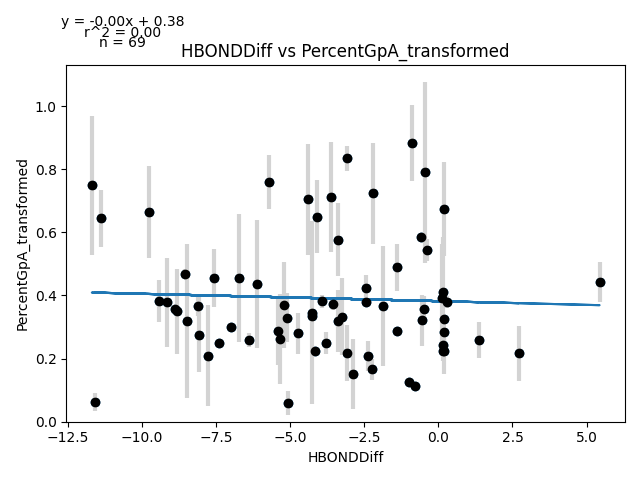 y = -0.00x + 0.38
r^2 = 0.00
n = 69
HBONDDiff vs PercentGpA_transformed
PercentGpA_transformed
1.0
0.8
0.6
0.4
0.2
0.0
−12.5 −10.0 −7.5 −5.0 −2.5 0.0 2.5 5.0
HBONDDiff